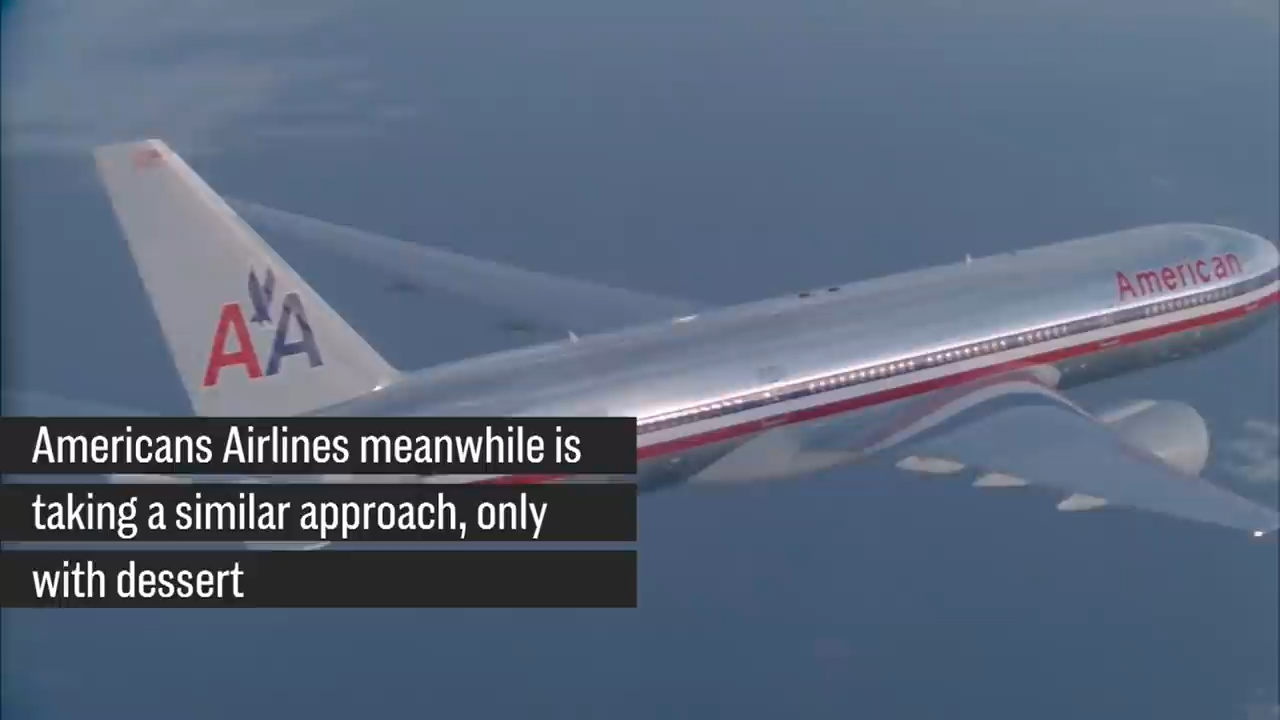 American
AA
Americans Airlines meanwhile is
taking a similar approach, only
with dessert